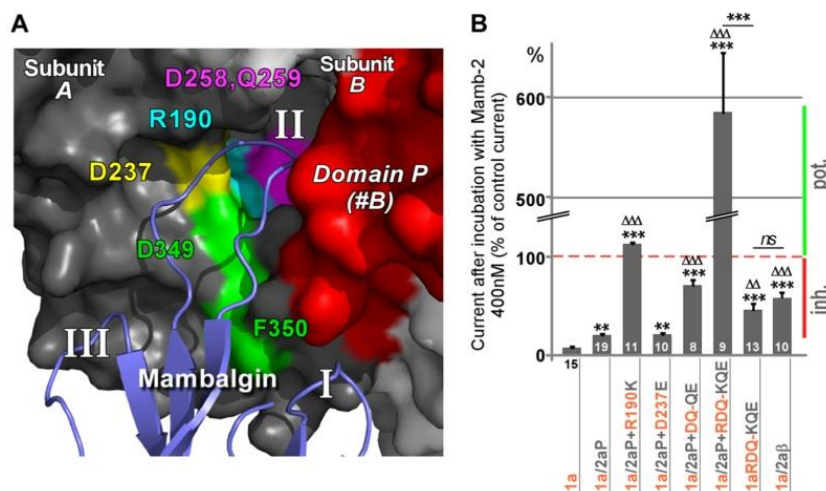 A
Subunit
A
D258,Q259
Subunit
B
R190
II
D237
Domain P
(#B)
D349
F350
III
Mambalgin
I
B
Current after incubation with Mamb-2
400nM (% of control current)
%
600
500
100
0
***
ΔΔΔ
***
ΔΔΔ
***
**
**
ΔΔΔ
***
ns
ΔΔ
***
ΔΔΔ
***
pot.
inh.
15
19
11
10
8
9
13
10
1a
1a/2aP
1a/2aP+R190K
1a/2aP+D237E
1a/2aP+DQ-QE
1a/2aP+RDQ-KQE
1aRDQ-KQE
1a/2aβ